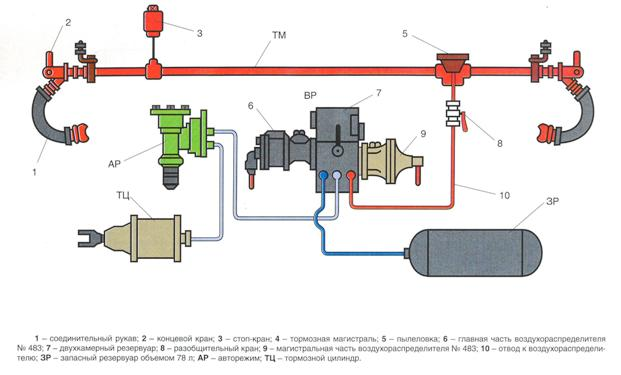 2
3
ТМ
5
6
ВР
7
АР
9
8
1
ТЦ
10
ЗР
1 – соединительный рукав; 2 – концевой кран; 3 – стоп-кран; 4 – тормозная магистраль; 5 – пылеловка; 6 – главная часть воздухораспределителя
№ 483; 7 – двухкамерный резервуар; 8 – разобщительный кран; 9 – магистральная часть воздухораспределителя № 483; 10 – отвод к воздухораспредели-
телю; ЗР – запасный резервуар объемом 78 л; АР – авторежим; ТЦ – тормозной цилиндр.